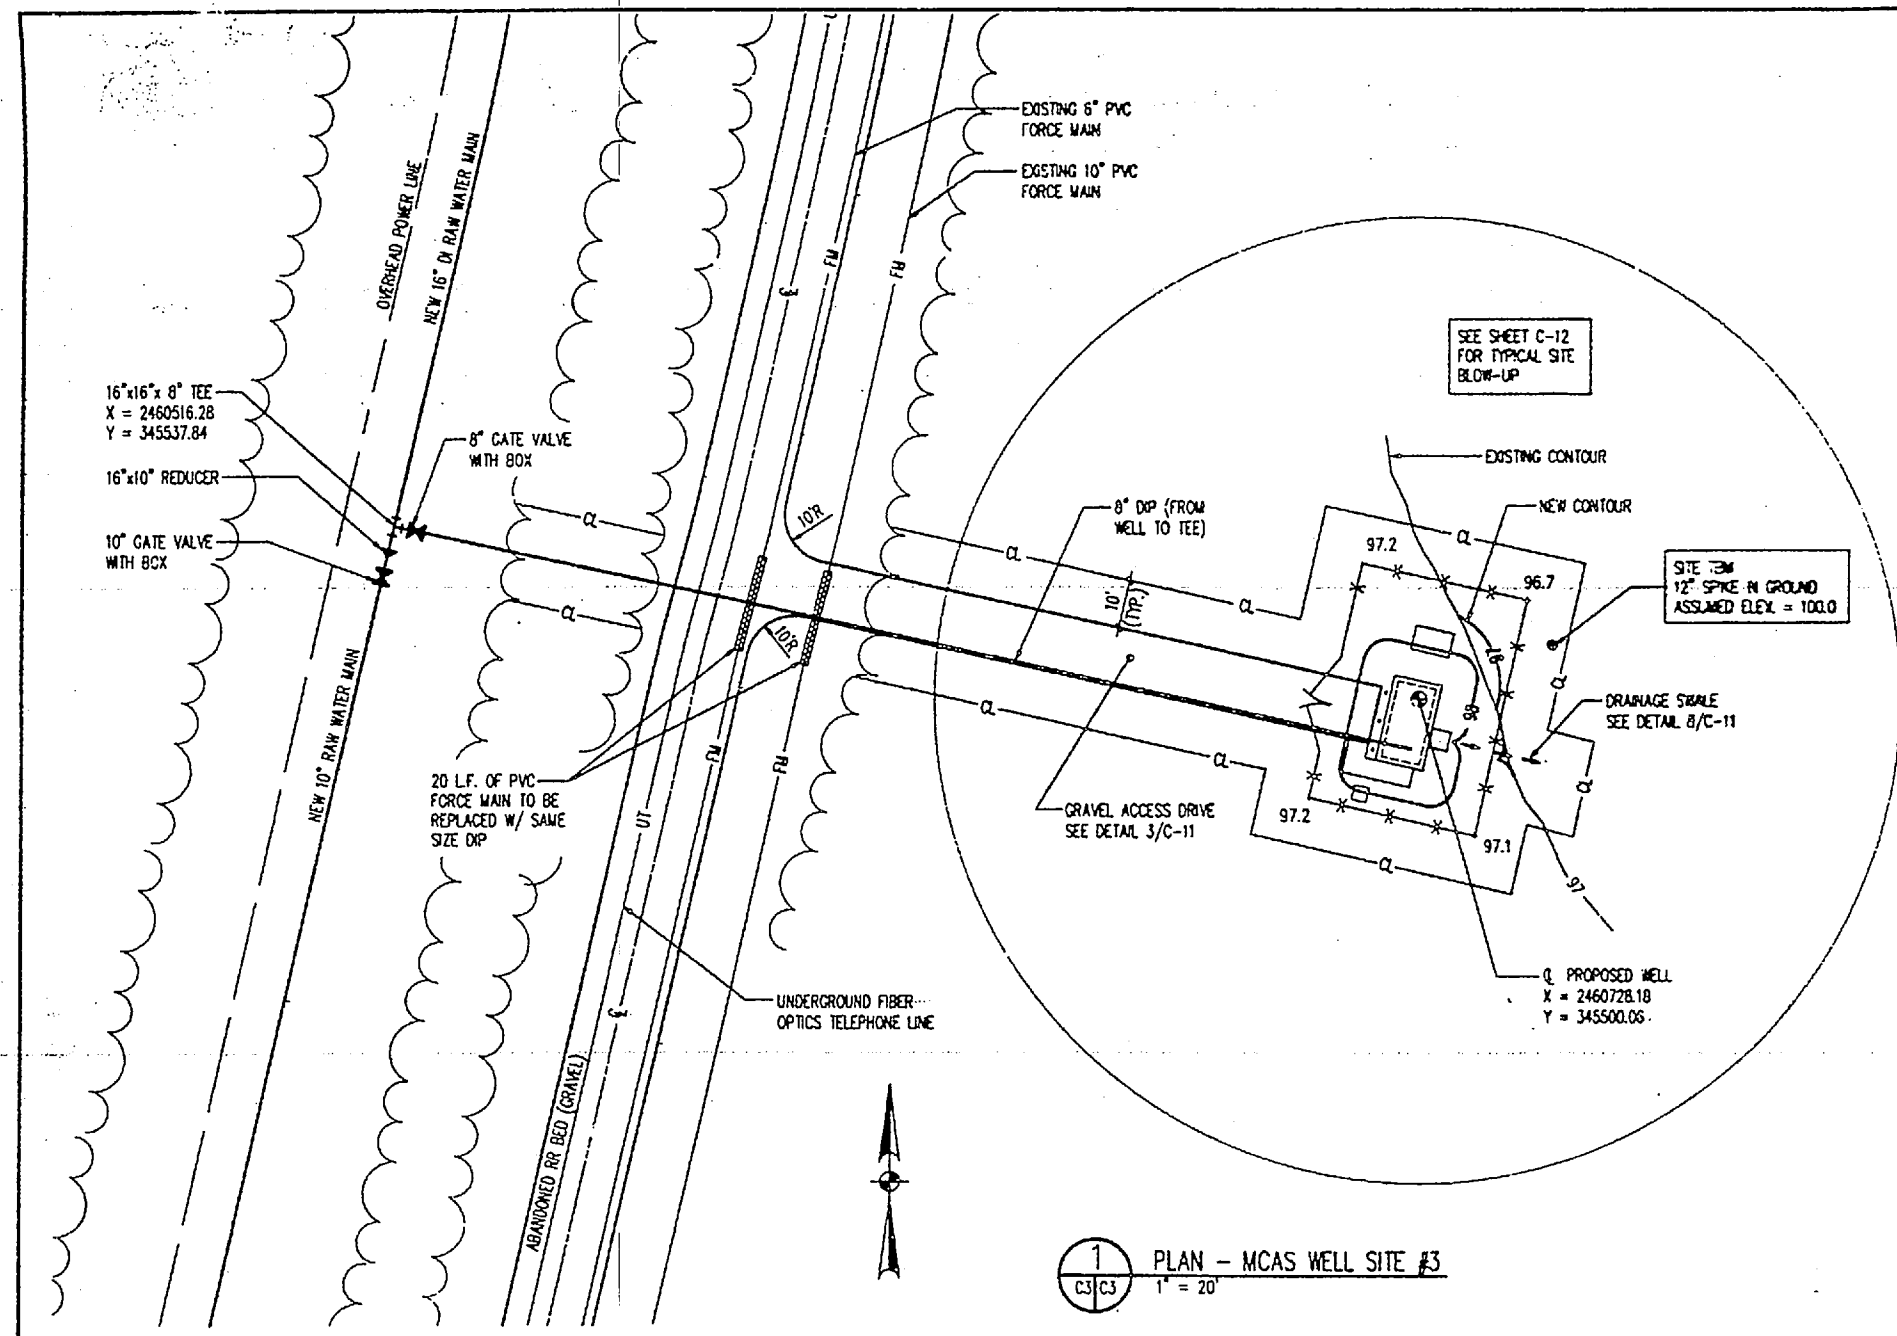 EXISTING 6" PVC
FORCE MAIN
EXISTING 10" PVC
FORCE MAIN
OVERHEAD POWER LINE
NEW 16" DI RAW WATER MAIN
FM
FM
SEE SHEET C-12
FOR TYPICAL SITE
BLOW-UP
16"x16"x 8" TEE
X = 2460516.28
Y = 345537.84
8" GATE VALVE
WITH BOX
16"x10" REDUCER
10" GATE VALVE
WITH BOX
EXISTING CONTOUR
8" DIP (FROM
WELL TO TEE)
NEW CONTOUR
10'R
10'R
10'
(TYP.)
97.2
96.7
SITE TBM
12" SPIKE IN GROUND
ASSUMED ELEV. = 100.0
97
98
DRAINAGE SWALE
SEE DETAIL 8/C-11
NEW 10" RAW WATER MAIN
20 L.F. OF PVC
FORCE MAIN TO BE
REPLACED W/ SAME
SIZE DIP
UT
FM
FM
GRAVEL ACCESS DRIVE
SEE DETAIL 3/C-11
97.2
97.1
97
UNDERGROUND FIBER
OPTICS TELEPHONE LINE
PROPOSED WELL
X = 2460728.18
Y = 345500.06
ABANDONED RR BED (GRAVEL)
1
C3 C3
PLAN - MCAS WELL SITE #3
1" = 20'